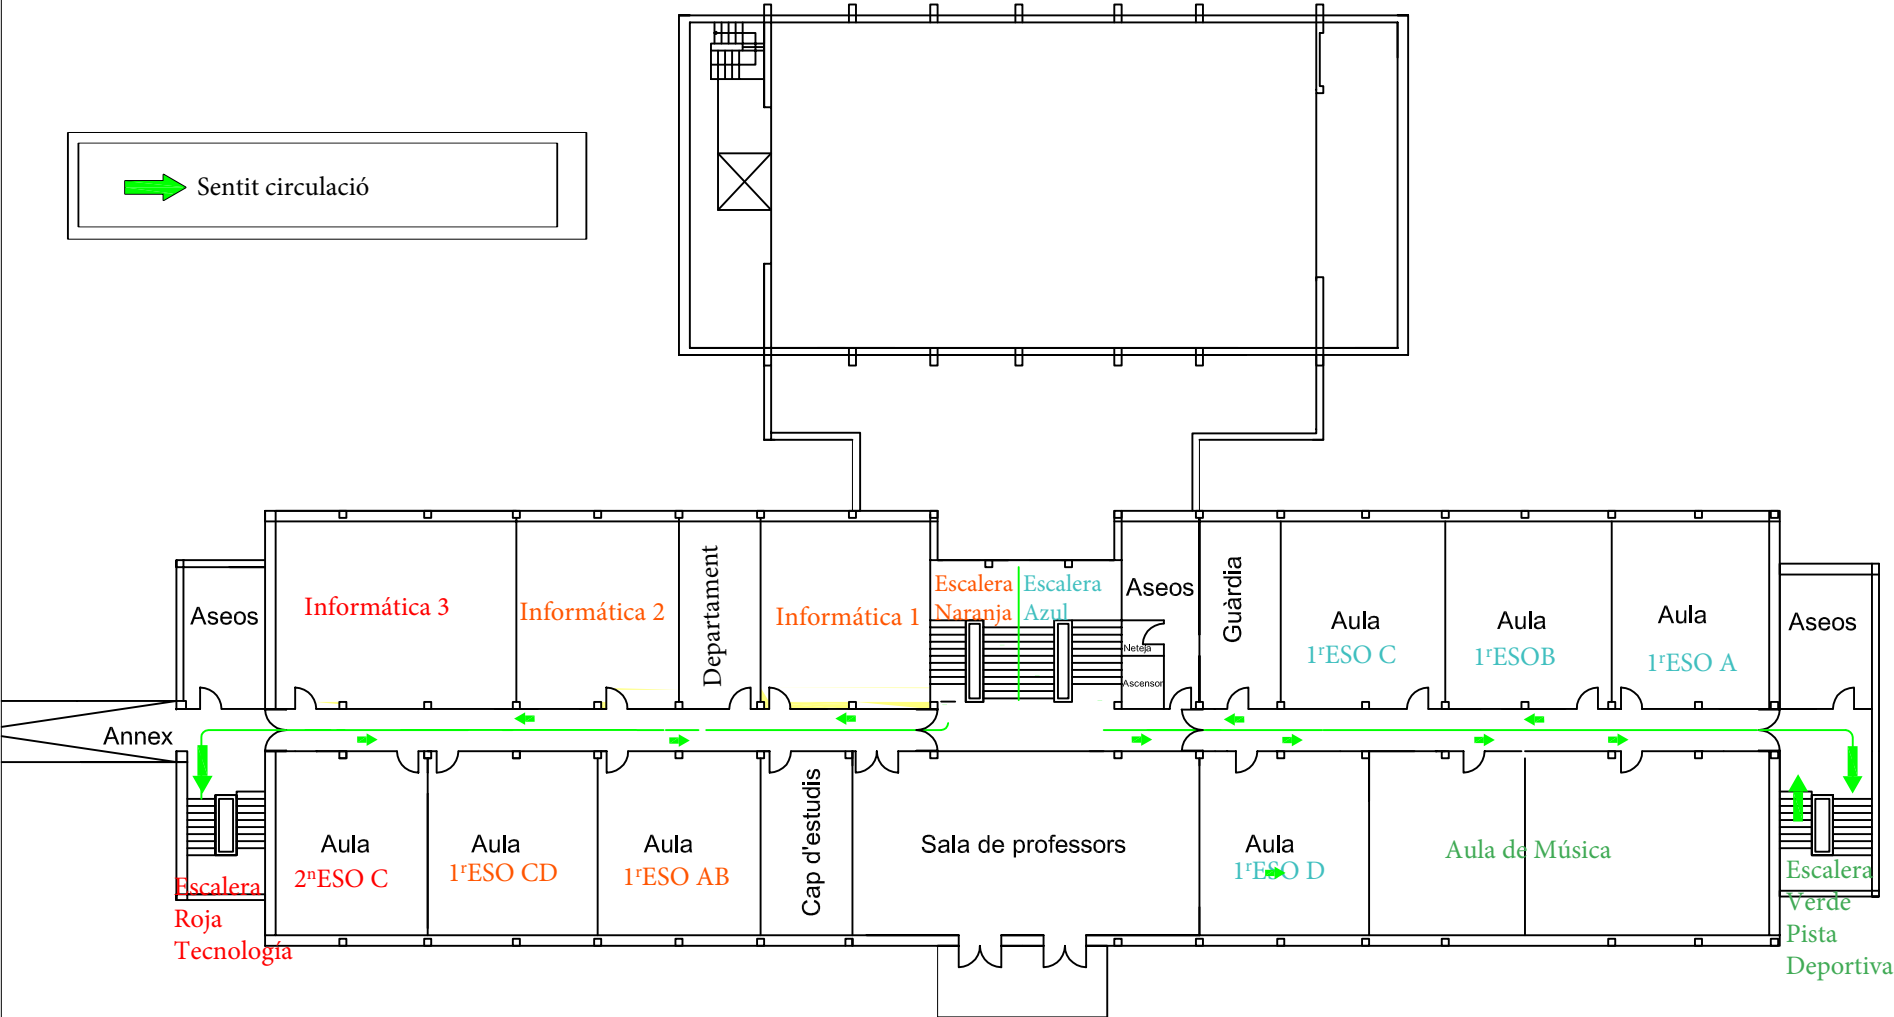 Sentit circulació
Aseos
Informática 3
Informática 2
Departament
Informática 1
Escalera
Naranja
Escalera
Azul
Aseos
Neteja
Ascensor
Guàrdia
Aula
1ʳESO C
Aula
1ʳESOB
Aula
1ʳESO A
Aseos
Annex
Escalera
Roja
Tecnología
Aula
2ⁿESO C
Aula
1ʳESO CD
Aula
1ʳESO AB
Cap d'estudis
Sala de professors
Aula
1ʳESO D
Aula de Música
Escalera
Verde
Pista
Deportiva